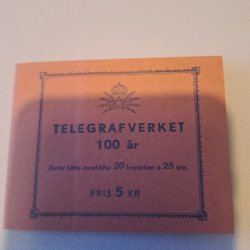 TELEGRAFVERKET
100 år
Detta häfte innehåller 20 frimärken à 25 öre.
PRIS 5 KR